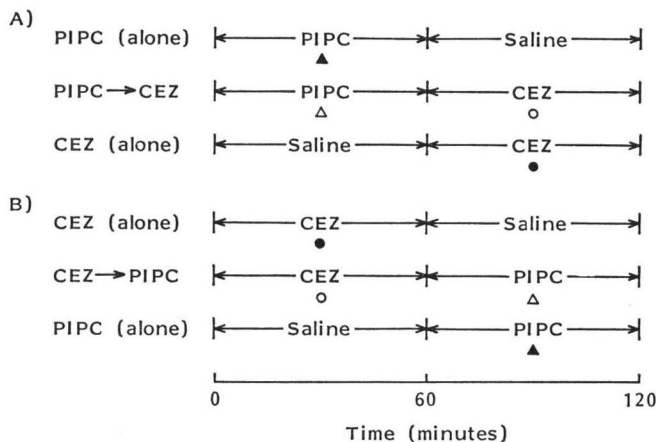 A)
PIPC (alone) PIPC Saline
PIPC→CEZ PIPC CEZ
CEZ (alone) Saline CEZ
B)
CEZ (alone) CEZ Saline
CEZ→PIPC CEZ PIPC
PIPC (alone) Saline PIPC
0 60 120
Time (minutes)